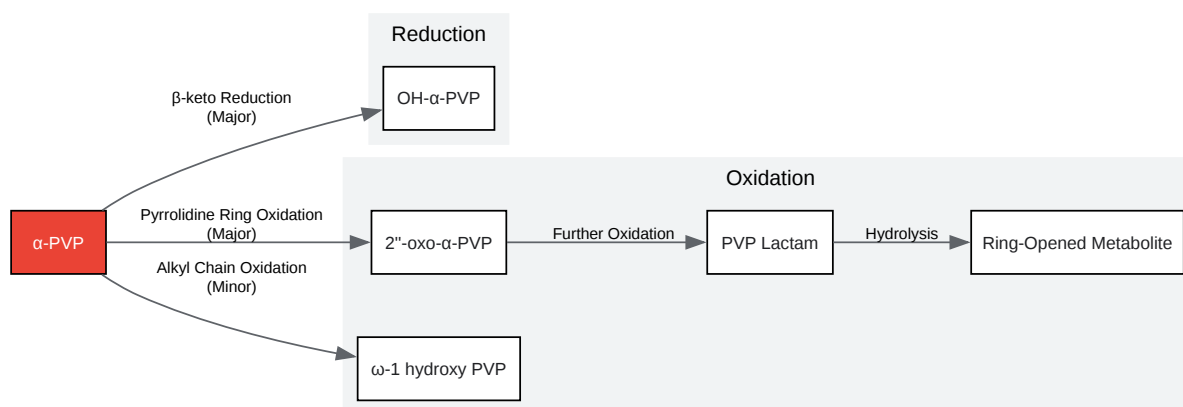 Reduction
OH-α-PVP
β-keto Reduction
(Major)
Oxidation
α-PVP
Pyrrolidine Ring Oxidation
(Major)
2"-oxo-α-PVP
Further Oxidation
PVP Lactam
Hydrolysis
Ring-Opened Metabolite
Alkyl Chain Oxidation
(Minor)
ω-1 hydroxy PVP